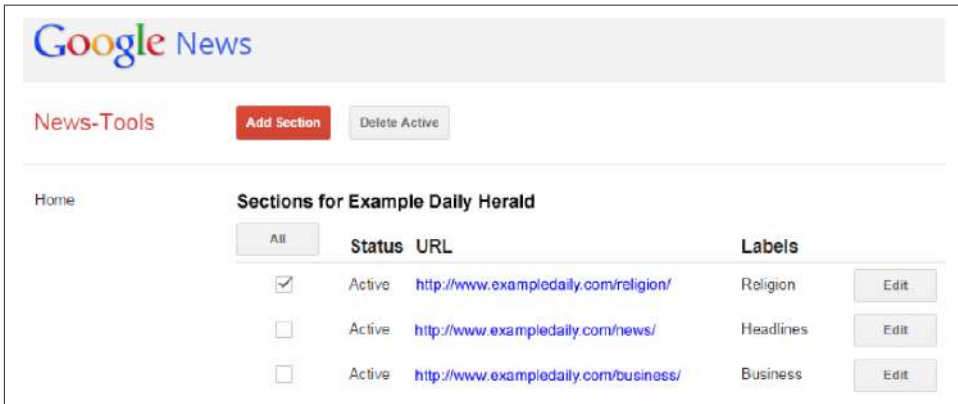 Google News
News-Tools Add Section Delete Active
Home Sections for Example Daily Herald
All Status URL Labels
Active http://www.exampledaily.com/religion/ Religion Edit
Active http://www.exampledaily.com/news/ Headlines Edit
Active http://www.exampledaily.com/business/ Business Edit